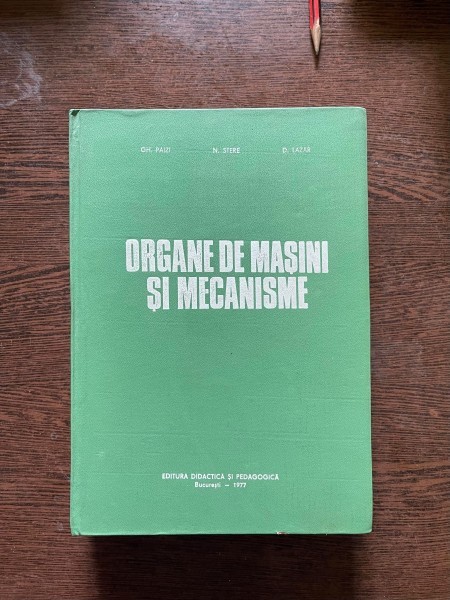 GH. PAIZI N. STERE D. LAZĂR
ORGANE DE MAȘINI
ȘI MECANISME
EDITURA DIDACTICĂ ȘI PEDAGOGICĂ
București – 1977